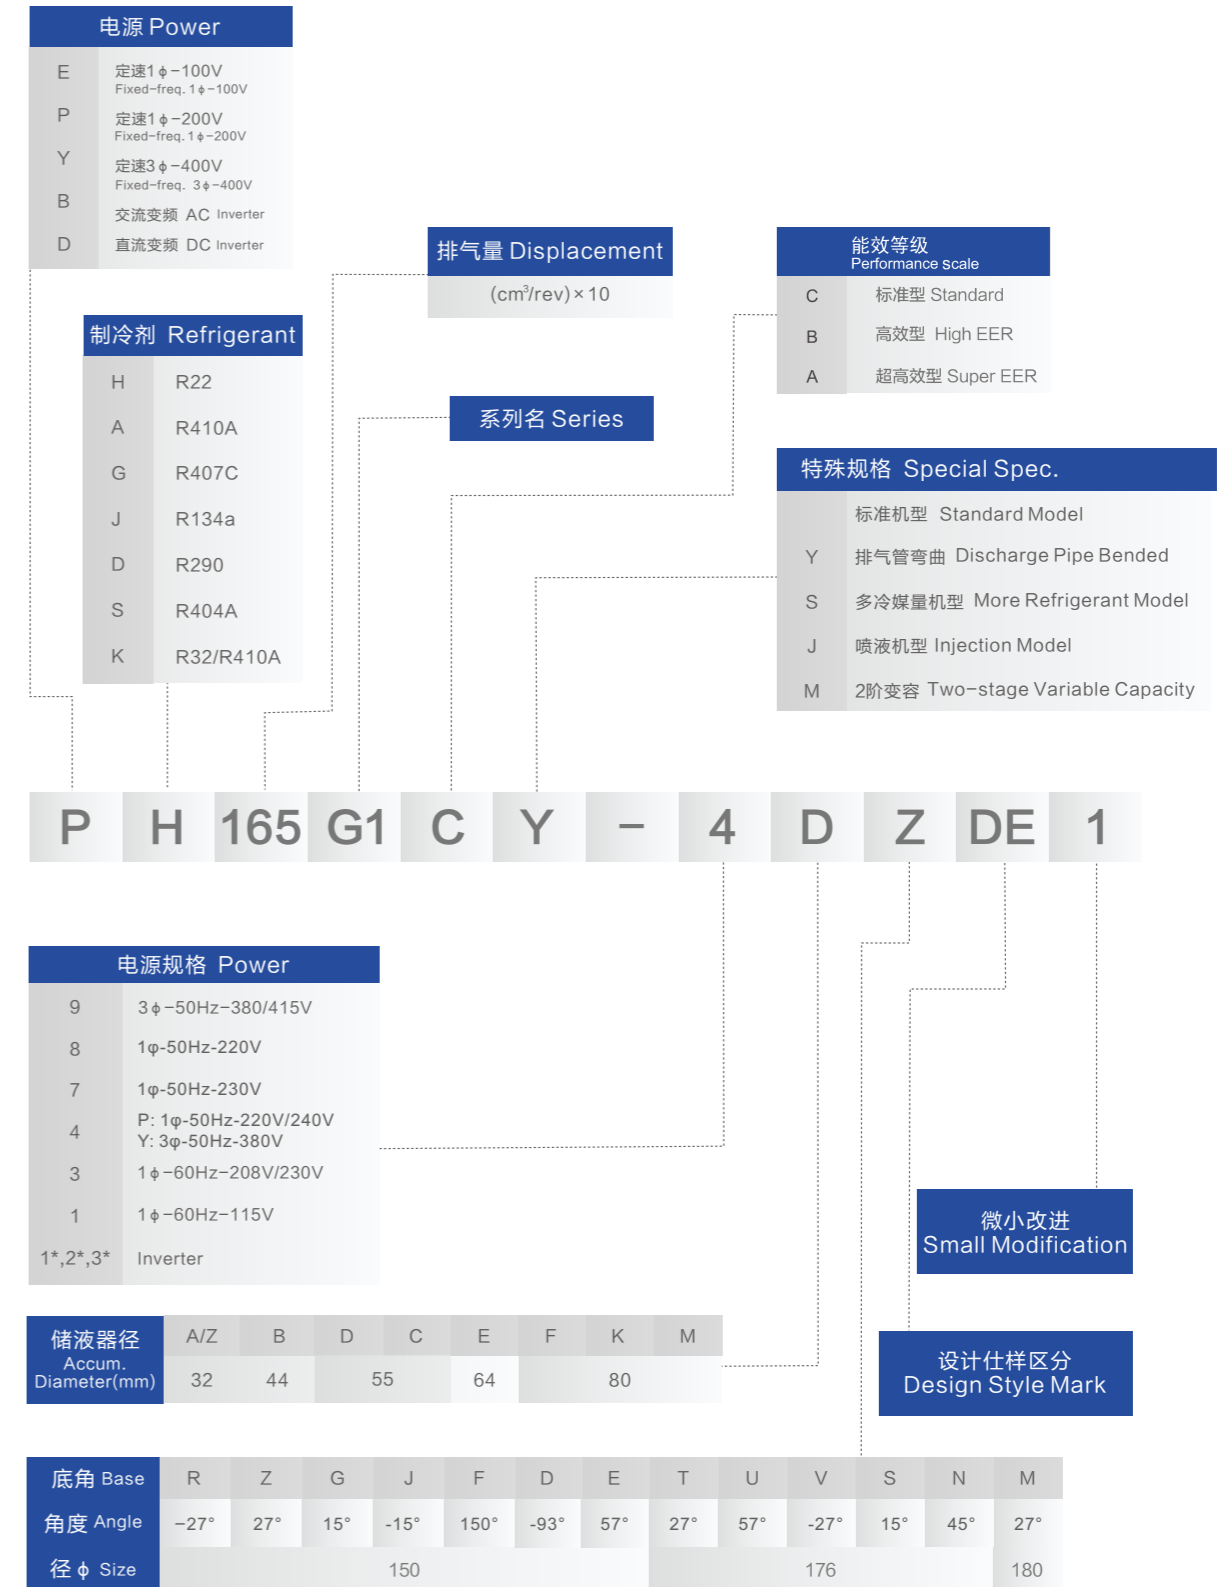 电源 Power
E 定速1ϕ-100V
Fixed-freq. 1ϕ-100V
P 定速1ϕ-200V
Fixed-freq. 1ϕ-200V
Y 定速3ϕ-400V
Fixed-freq. 3ϕ-400V
B 交流变频 AC Inverter
D 直流变频 DC Inverter
制冷剂 Refrigerant
H R22
A R410A
G R407C
J R134a
D R290
S R404A
K R32/R410A
排气量 Displacement
(cm³/rev)×10
系列名 Series
能效等级
Performance scale
C 标准型 Standard
B 高效型 High EER
A 超高效型 Super EER
特殊规格 Special Spec.
标准机型 Standard Model
Y 排气管弯曲 Discharge Pipe Bended
S 多冷媒量机型 More Refrigerant Model
J 喷液机型 Injection Model
M 2阶变容 Two-stage Variable Capacity
P H 165 G1 C Y - 4 D Z DE 1
电源规格 Power
9 3ϕ-50Hz-380/415V
8 1φ-50Hz-220V
7 1φ-50Hz-230V
4 P: 1φ-50Hz-220V/240V
Y: 3φ-50Hz-380V
3 1ϕ-60Hz-208V/230V
1 1ϕ-60Hz-115V
1*,2*,3* Inverter
微小改进
Small Modification
设计仕样区分
Design Style Mark
储液器径
Accum.
Diameter(mm)
A/Z B D C E F K M
32 44 55 64 80
底角 Base R Z G J F D E T U V S N M
角度 Angle -27° 27° 15° -15° 150° -93° 57° 27° 57° -27° 15° 45° 27°
径 ϕ Size 150 176 180